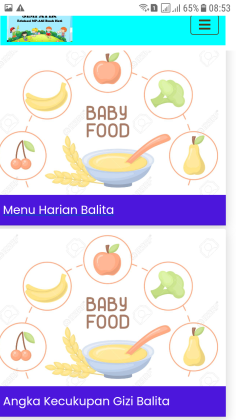 65% 08:53
BABY
FOOD
Menu Harian Balita
BABY
FOOD
Angka Kecukupan Gizi Balita